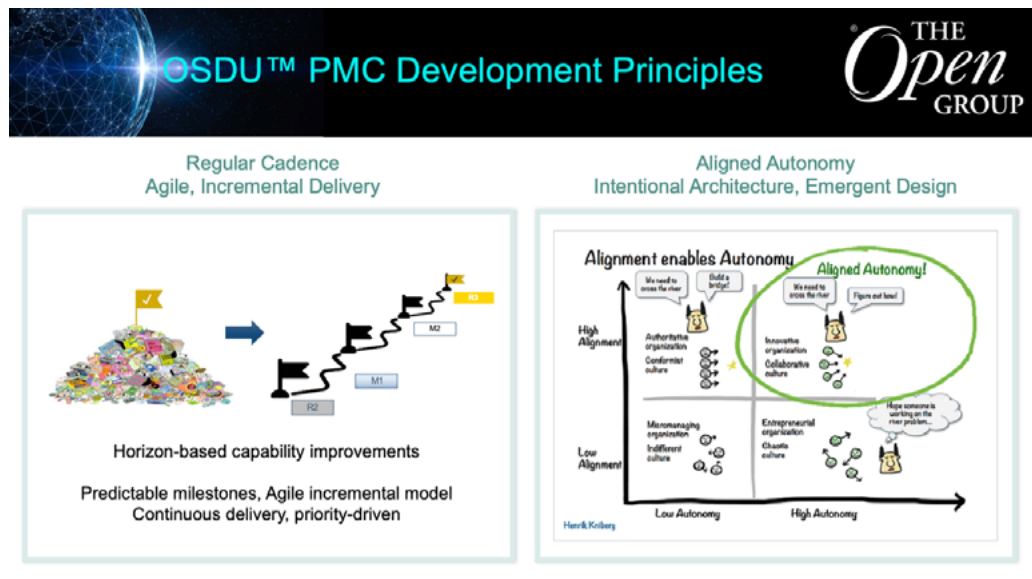 OSDU™ PMC Development Principles
THE
Open
GROUP
®
Regular Cadence
Agile, Incremental Delivery
R3
M2
M1
R2
Horizon-based capability improvements
Predictable milestones, Agile incremental model
Continuous delivery, priority-driven
Aligned Autonomy
Intentional Architecture, Emergent Design
Alignment enables Autonomy
Aligned Autonomy!
We need to
cross the river
Build a
bridge!
We need to
cross the river
Figure out how!
High
Alignment
Authoritative
organization
Conformist
culture
Innovative
organization
Collaborative
culture
Low
Alignment
Micromanaging
organization
Indifferent
culture
Entrepreneurial
organization
Chaotic
culture
Hope someone is
working on the
river problem...
Low Autonomy
High Autonomy
Henrik Kniberg